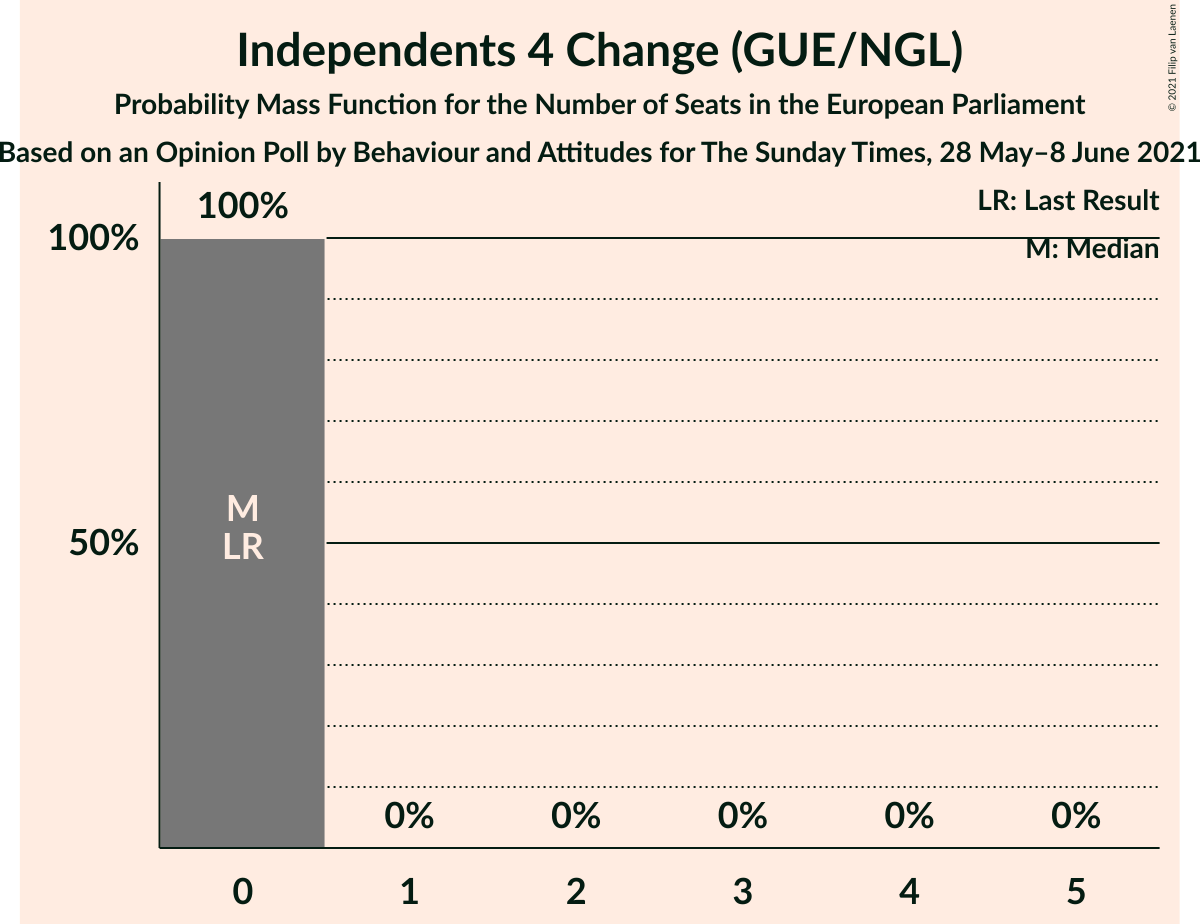 Independents 4 Change (GUE/NGL)
Probability Mass Function for the Number of Seats in the European Parliament
Based on an Opinion Poll by Behaviour and Attitudes for The Sunday Times, 28 May–8 June 2021
© 2021 Filip van Laenen
LR: Last Result
M: Median
100%
100%
50%
M
LR
0% 0% 0% 0% 0%
0 1 2 3 4 5